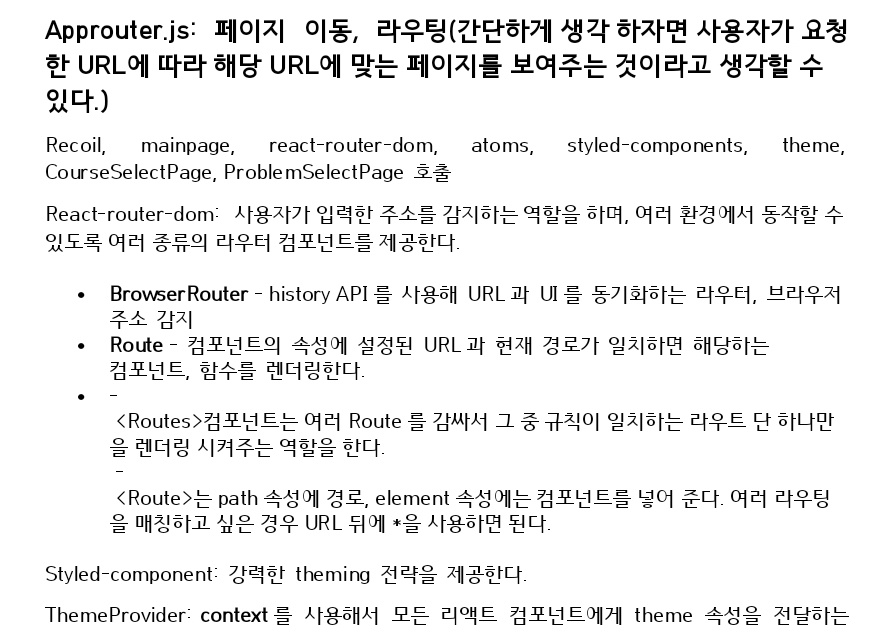 Approuter.js: 페이지 이동, 라우팅(간단하게 생각 하자면 사용자가 요청
한 URL에 따라 해당 URL에 맞는 페이지를 보여주는 것이라고 생각할 수
있다.)
Recoil, mainpage, react-router-dom, atoms, styled-components, theme,
CourseSelectPage, ProblemSelectPage 호출
React-router-dom: 사용자가 입력한 주소를 감지하는 역할을 하며, 여러 환경에서 동작할 수
있도록 여러 종류의 라우터 컴포넌트를 제공한다.
• BrowserRouter – history API 를 사용해 URL 과 UI 를 동기화하는 라우터, 브라우저
주소 감지
• Route – 컴포넌트의 속성에 설정된 URL 과 현재 경로가 일치하면 해당하는
컴포넌트, 함수를 렌더링한다.
• –
<Routes>컴포넌트는 여러 Route 를 감싸서 그 중 규칙이 일치하는 라우트 단 하나만
을 렌더링 시켜주는 역할을 한다.
–
<Route>는 path 속성에 경로, element 속성에는 컴포넌트를 넣어 준다. 여러 라우팅
을 매칭하고 싶은 경우 URL 뒤에 *을 사용하면 된다.
Styled-component: 강력한 theming 전략을 제공한다.
ThemeProvider: context 를 사용해서 모든 리액트 컴포넌트에게 theme 속성을 전달하는